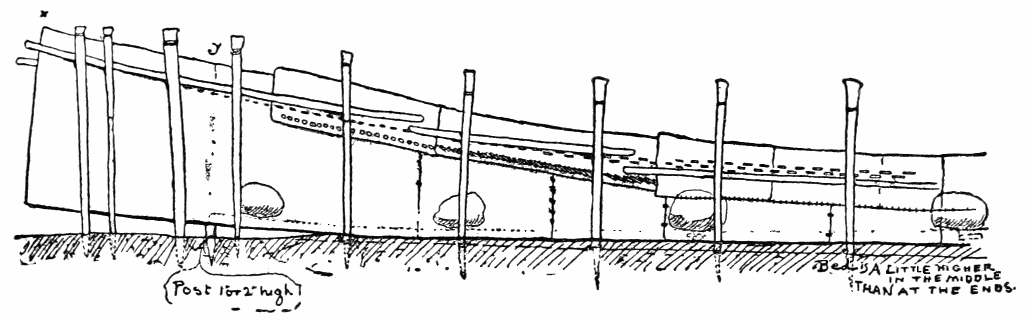 x
y
Post 1' or 2" high
Bed IS A LITTLE HIGHER
IN THE MIDDLE
THAN AT THE ENDS.